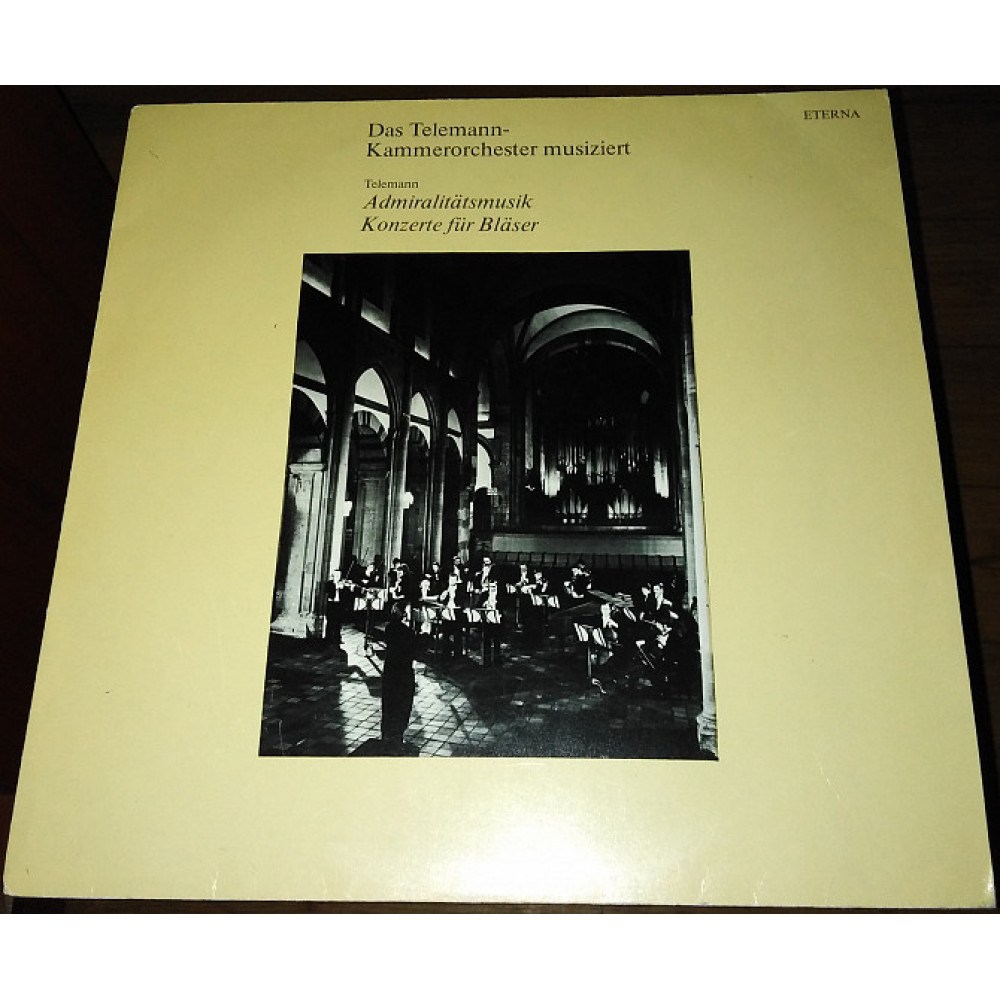 ETERNA
Das Telemann-
Kammerorchester musiziert
Telemann
Admiralitätsmusik
Konzerte für Bläser